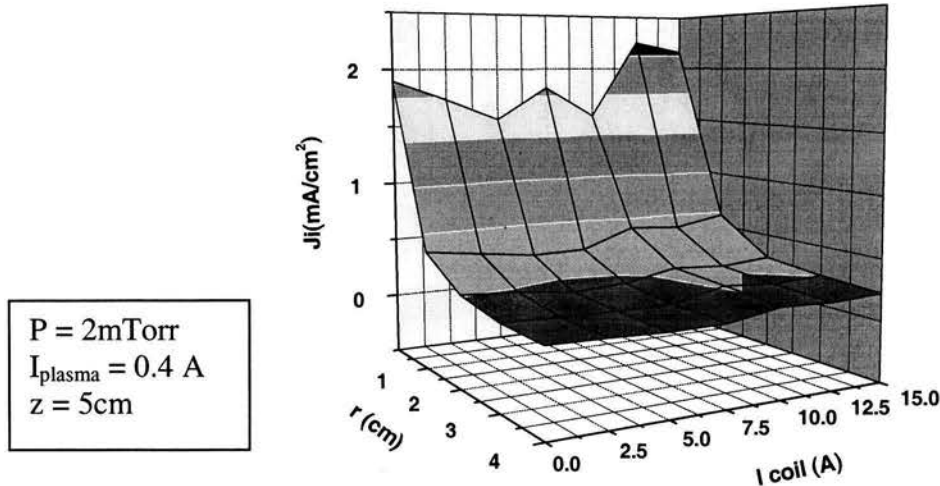 P = 2mTorr
I_plasma = 0.4 A
z = 5cm
Ji(mA/cm²)
2
1
0
r (cm)
1
2
3
4
I coil (A)
0.0
2.5
5.0
7.5
10.0
12.5
15.0